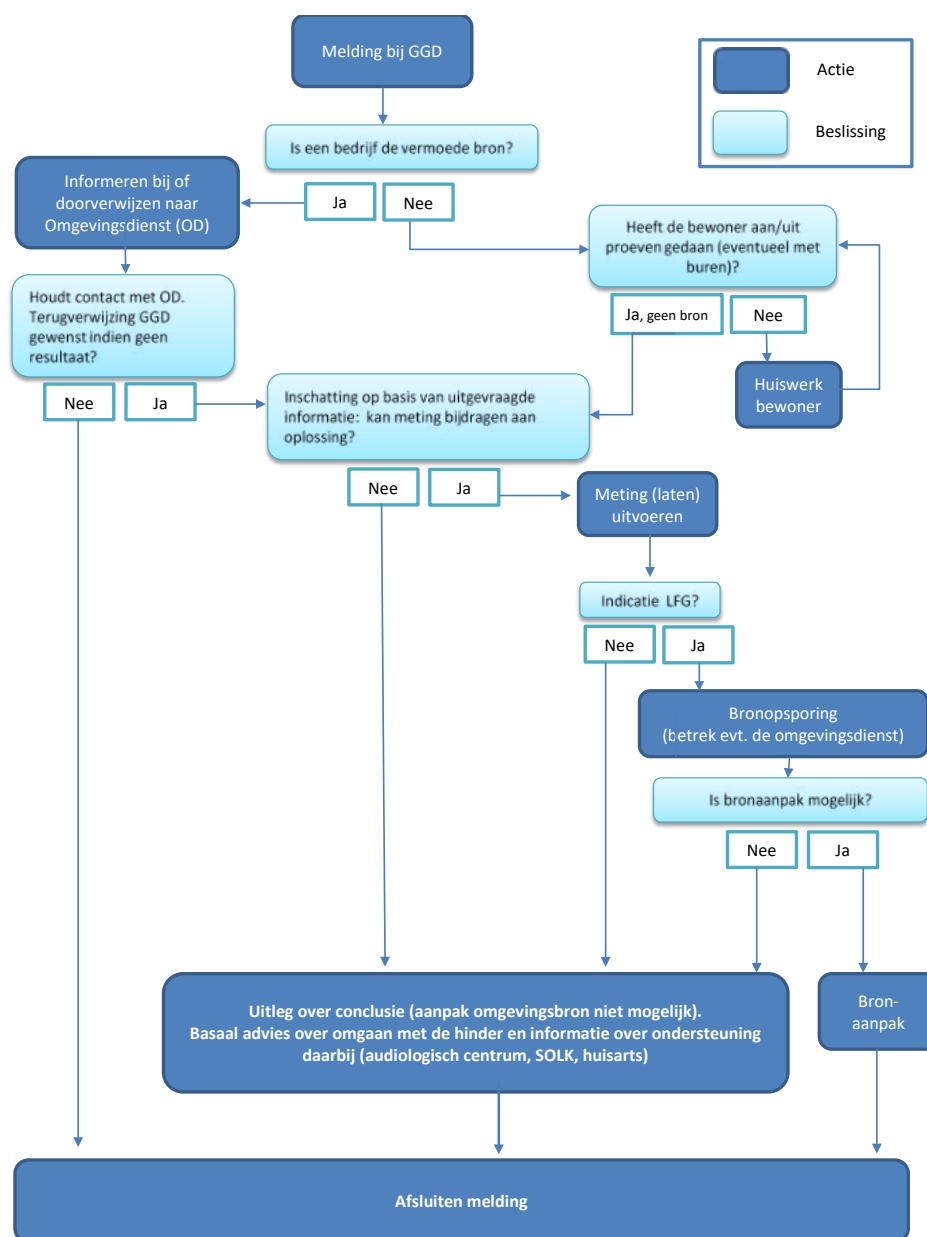 Melding bij GGD
Actie
Beslissing
Is een bedrijf de vermoede bron?
Ja
Nee
Informeren bij of
doorverwijzen naar
Omgevingsdienst (OD)
Heeft de bewoner aan/uit
proeven gedaan (eventueel met
buren)?
Houdt contact met OD.
Terugverwijzing GGD
gewenst indien geen
resultaat?
Ja, geen bron
Nee
Huiswerk
bewoner
Nee
Ja
Inschatting op basis van uitgevraagde
informatie: kan meting bijdragen aan
oplossing?
Nee
Ja
Meting (laten)
uitvoeren
Indicatie LFG?
Nee
Ja
Bronopsporing
(betrek evt. de omgevingsdienst)
Is bronaanpak mogelijk?
Nee
Ja
Uitleg over conclusie (aanpak omgevingsbron niet mogelijk).
Basaal advies over omgaan met de hinder en informatie over ondersteuning
daarbij (audiologisch centrum, SOLK, huisarts)
Bron-
aanpak
Afsluiten melding